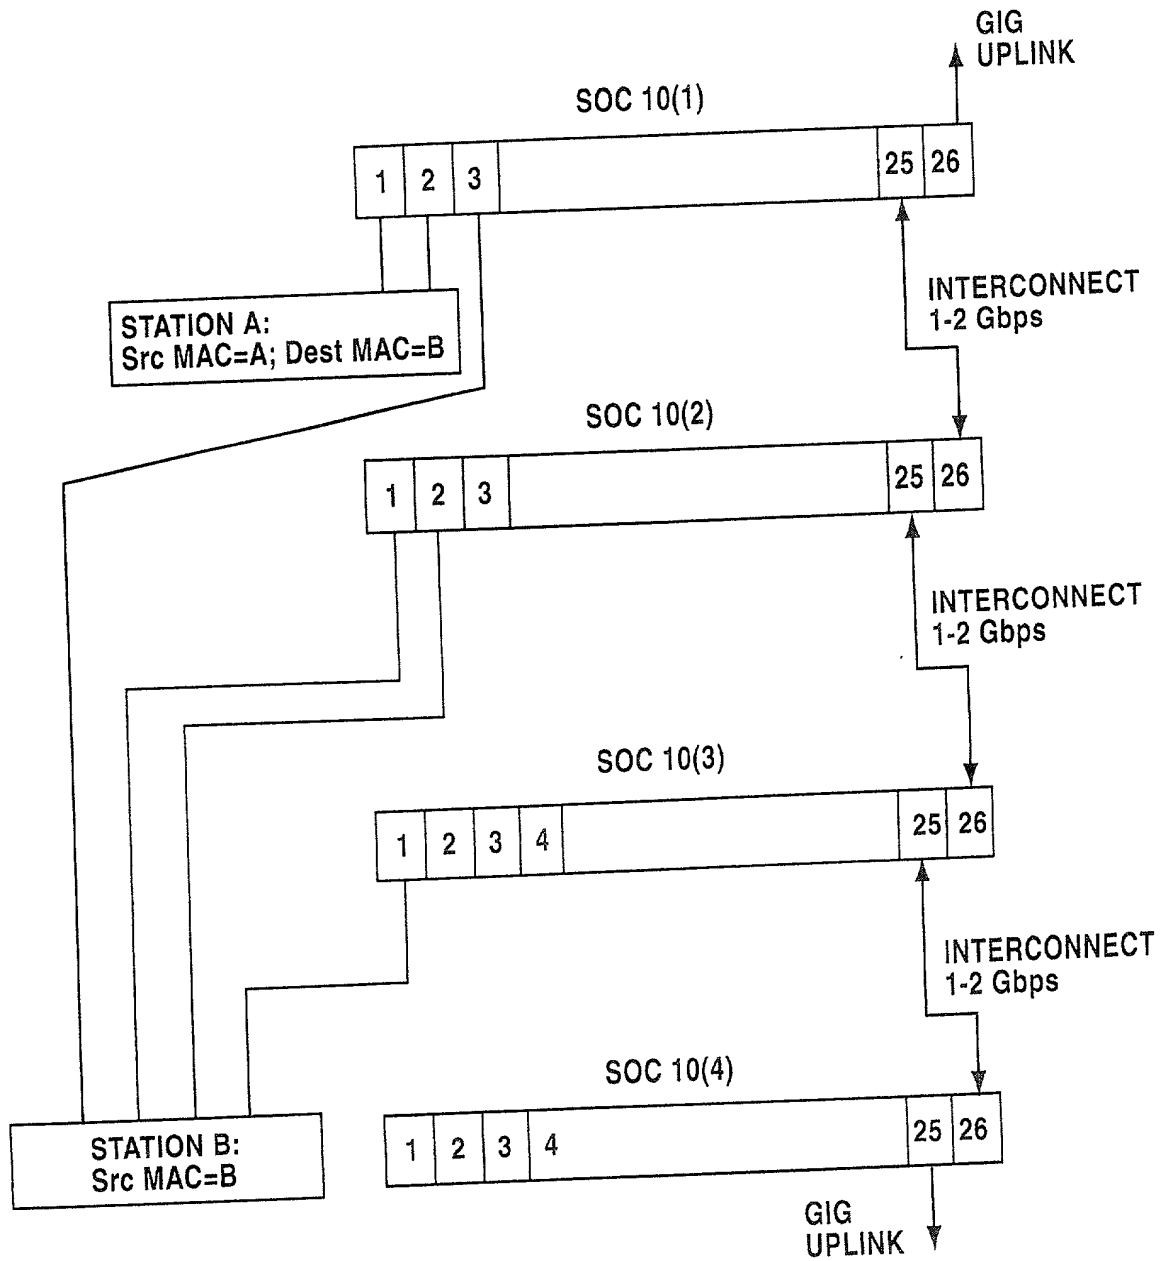 GIG
UPLINK
SOC 10(1)
1 2 3 25 26
INTERCONNECT
1-2 Gbps
STATION A:
Src MAC=A; Dest MAC=B
SOC 10(2)
1 2 3 25 26
INTERCONNECT
1-2 Gbps
SOC 10(3)
1 2 3 4 25 26
INTERCONNECT
1-2 Gbps
SOC 10(4)
1 2 3 4 25 26
STATION B:
Src MAC=B
GIG
UPLINK